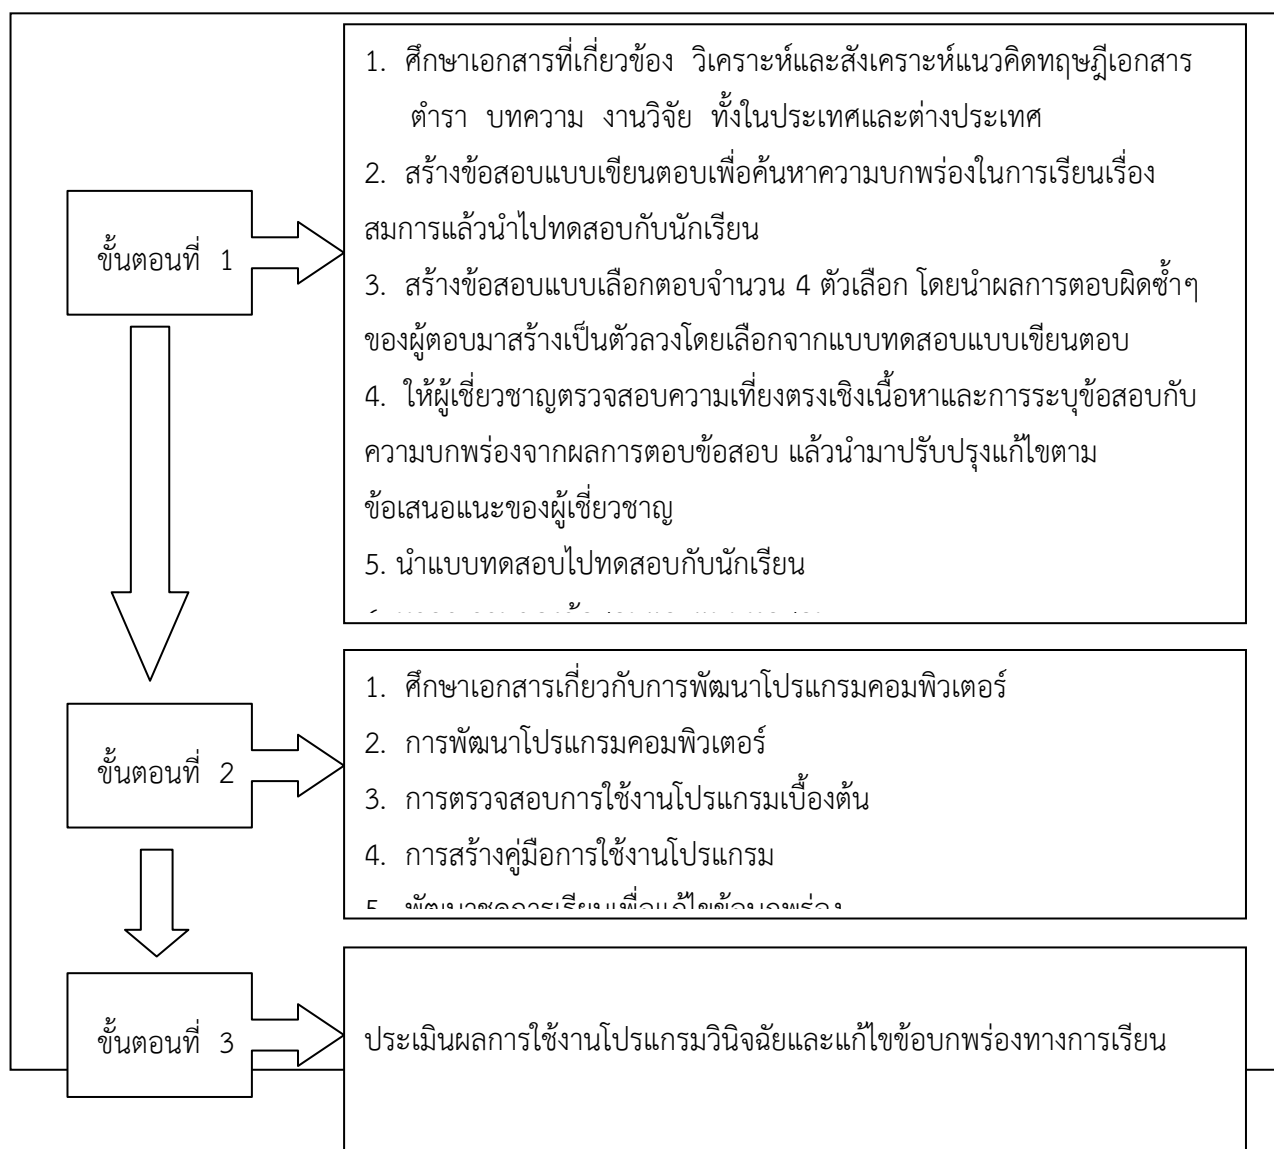 1. ศึกษาเอกสารที่เกี่ยวข้อง วิเคราะห์และสังเคราะห์แนวคิดทฤษฎีเอกสาร
ตำรา บทความ งานวิจัย ทั้งในประเทศและต่างประเทศ
2. สร้างข้อสอบแบบเขียนตอบเพื่อค้นหาความบกพร่องในการเรียนเรื่อง
สมการแล้วนำไปทดสอบกับนักเรียน
ขั้นตอนที่ 1
3. สร้างข้อสอบแบบเลือกตอบจำนวน 4 ตัวเลือก โดยนำผลการตอบผิดซ้ำๆ
ของผู้ตอบมาสร้างเป็นตัวลวงโดยเลือกจากแบบทดสอบแบบเขียนตอบ
4. ให้ผู้เชี่ยวชาญตรวจสอบความเที่ยงตรงเชิงเนื้อหาและการระบุข้อสอบกับ
ความบกพร่องจากผลการตอบข้อสอบ แล้วนำมาปรับปรุงแก้ไขตาม
ข้อเสนอแนะของผู้เชี่ยวชาญ
5. นำแบบทดสอบไปทดสอบกับนักเรียน
1. ศึกษาเอกสารเกี่ยวกับการพัฒนาโปรแกรมคอมพิวเตอร์
2. การพัฒนาโปรแกรมคอมพิวเตอร์
ขั้นตอนที่ 2
3. การตรวจสอบการใช้งานโปรแกรมเบื้องต้น
4. การสร้างคู่มือการใช้งานโปรแกรม
5. พัฒนาชุดการเรียนเพื่อแก้ไขข้อบกพร่อง
ขั้นตอนที่ 3
ประเมินผลการใช้งานโปรแกรมวินิจฉัยและแก้ไขข้อบกพร่องทางการเรียน